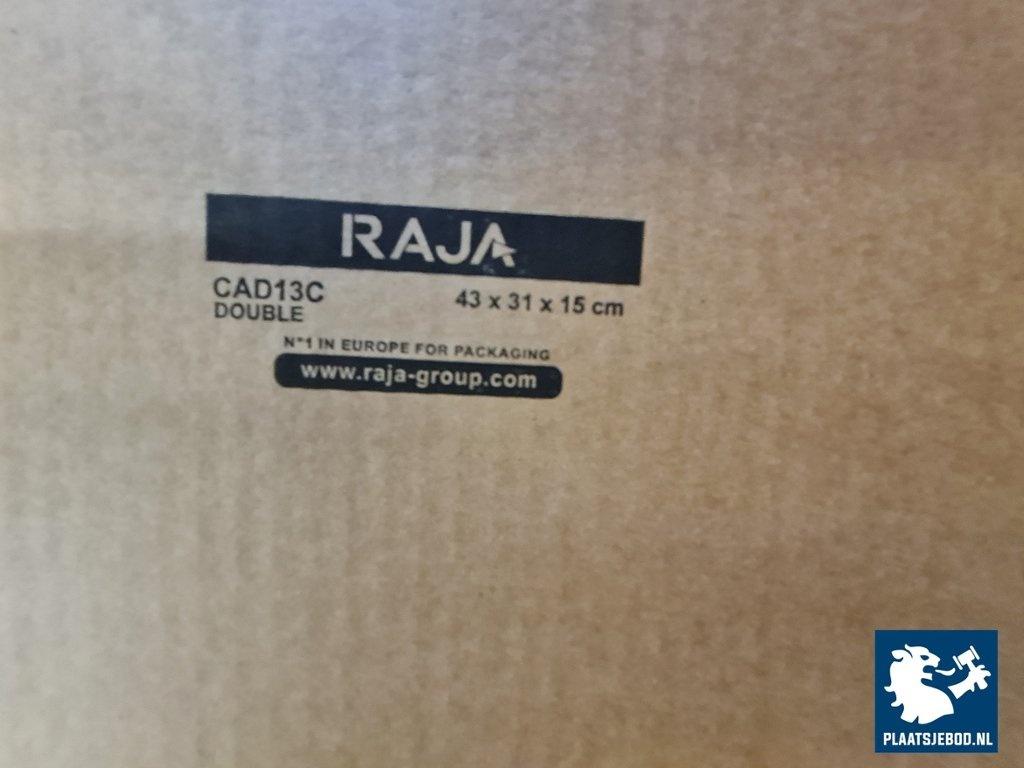 RAJA
CAD13C
43 x 31 x 15 cm
DOUBLE
N°1 IN EUROPE FOR PACKAGING
www.raja-group.com
PLAATSJEBOD.NL